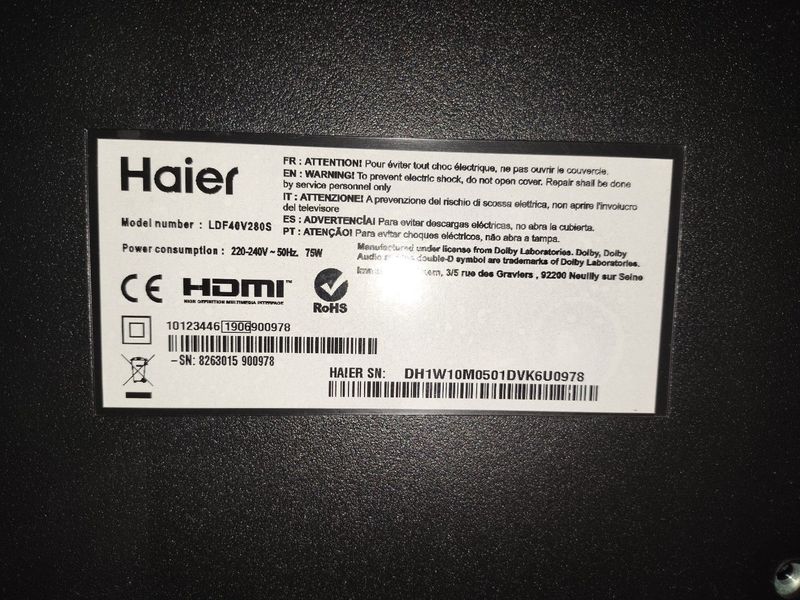 Haier
Model number : LDF40V280S
Power consumption : 220-240V ~ 50Hz. 75W
FR : ATTENTION! Pour éviter tout choc électrique, ne pas ouvrir le couvercle.
EN : WARNING! To prevent electric shock, do not open cover. Repair shall be done
by service personnel only
IT : ATTENZIONE! A prevenzione del rischio di scossa elettrica, non aprire l'involucro
del televisore
ES : ADVERTENCÍA! Para evitar descargas eléctricas, no abra la cubierta.
PT : ATENÇÃO! Para evitar choques eléctricos, não abra a tampa.
Manufactured under license from Dolby Laboratories. Dolby, Dolby
Audio double-D symbol are trademarks of Dolby Laboratories.
3/5 rue des Graviers , 92200 Neuilly sur Seine
CE
HDMI™
HIGH DEFINITION MULTIMEDIA INTERFACE
RoHS
10123446 1906 900978
–SN: 8263015 900978
HAIER SN: DH1W10M0501DVK6U0978